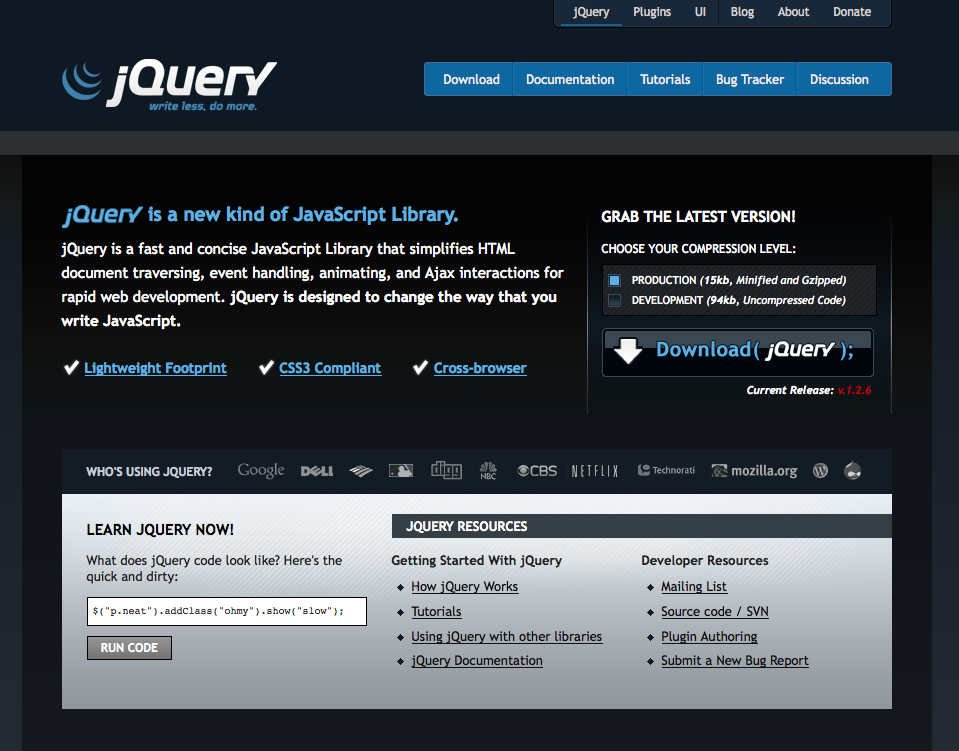 jQuery Plugins UI Blog About Donate
jQuery
write less, do more.
Download Documentation Tutorials Bug Tracker Discussion
jQuery is a new kind of JavaScript Library.
jQuery is a fast and concise JavaScript Library that simplifies HTML
document traversing, event handling, animating, and Ajax interactions for
rapid web development. jQuery is designed to change the way that you
write JavaScript.
Lightweight Footprint CSS3 Compliant Cross-browser
GRAB THE LATEST VERSION!
CHOOSE YOUR COMPRESSION LEVEL:
PRODUCTION (15kb, Minified and Gzipped)
DEVELOPMENT (94kb, Uncompressed Code)
Download( jQuery );
Current Release: v.1.2.6
WHO'S USING JQUERY? Google DELL digg NBC CBS NETFLIX Technorati mozilla.org
LEARN JQUERY NOW!
What does jQuery code look like? Here's the
quick and dirty:
$("p.neat").addClass("ohmy").show("slow");
RUN CODE
JQUERY RESOURCES
Getting Started With jQuery
How jQuery Works
Tutorials
Using jQuery with other libraries
jQuery Documentation
Developer Resources
Mailing List
Source code / SVN
Plugin Authoring
Submit a New Bug Report